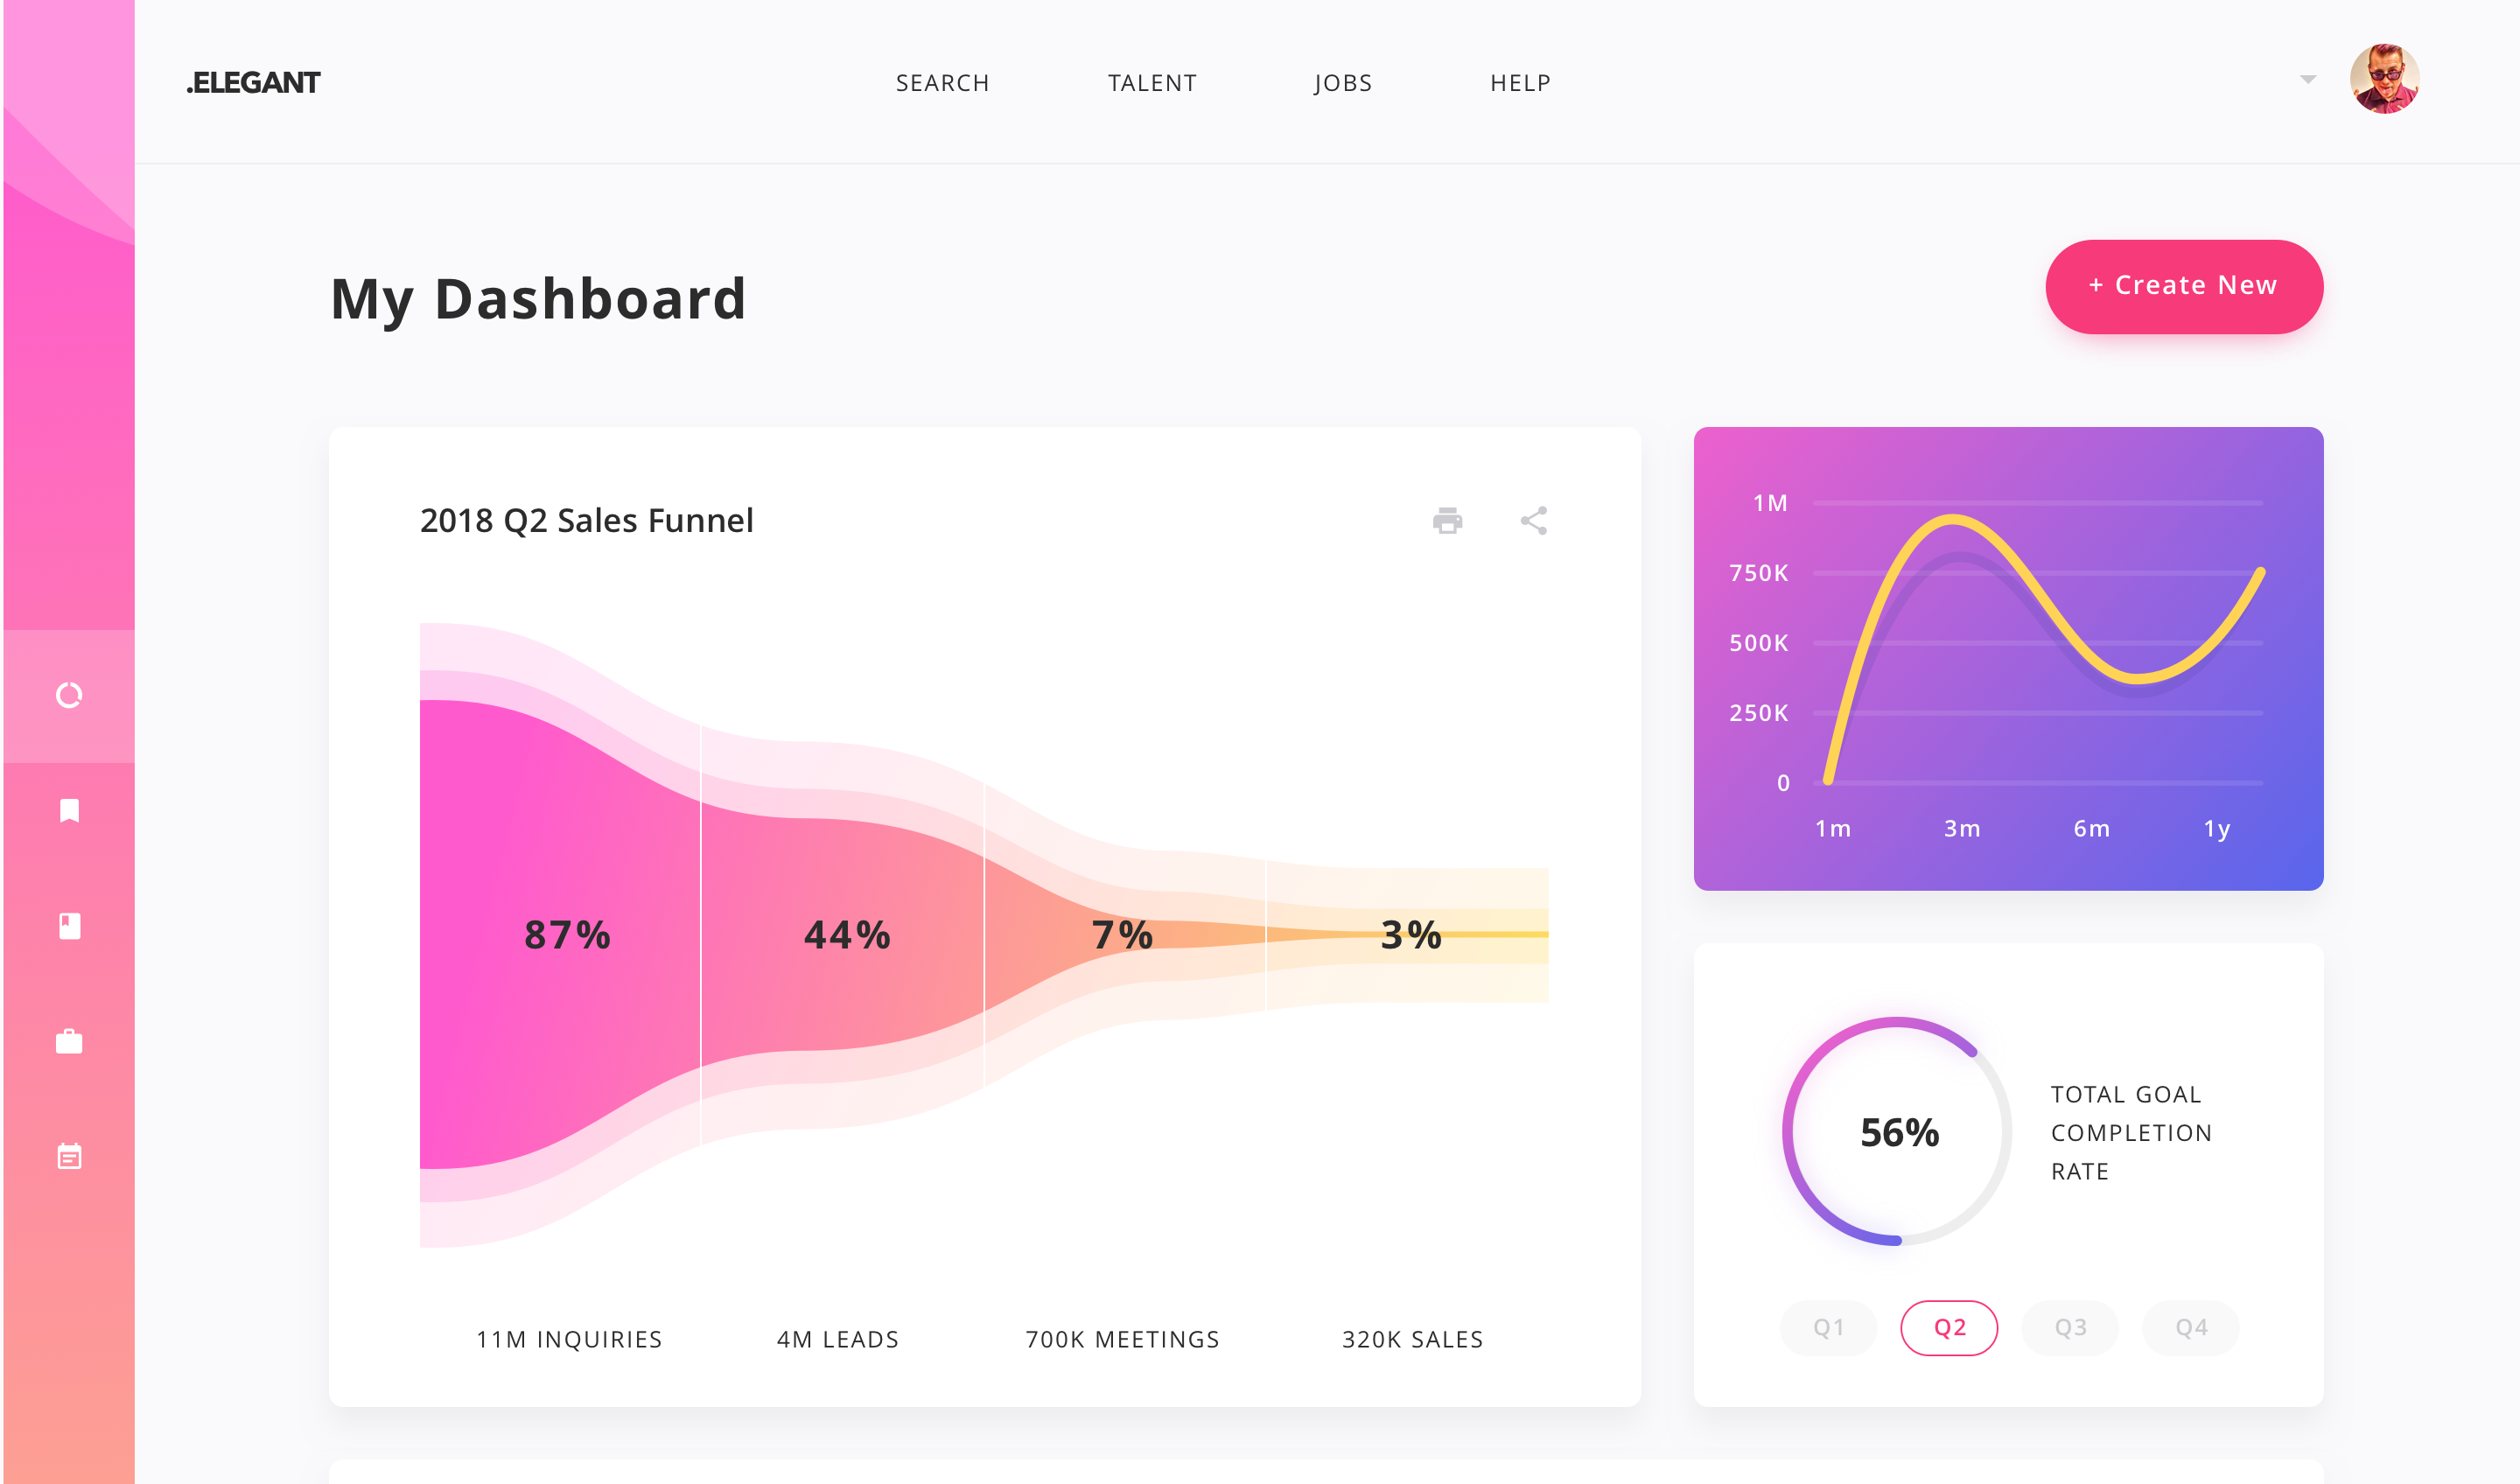 .ELEGANT
SEARCH
TALENT
JOBS
HELP
My Dashboard
+ Create New
2018 Q2 Sales Funnel
87%
44%
7%
3%
11M INQUIRIES
4M LEADS
700K MEETINGS
320K SALES
1M
750K
500K
250K
0
1m
3m
6m
1y
56%
TOTAL GOAL
COMPLETION
RATE
Q1
Q2
Q3
Q4